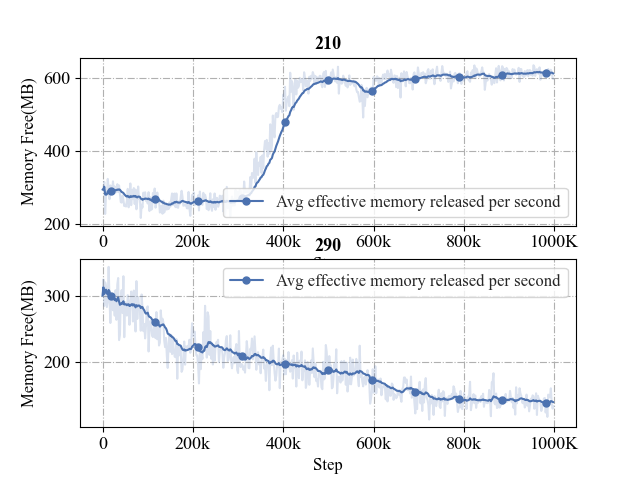 210
Memory Free(MB)
600
400
200
Avg effective memory released per second
0 200k 400k 600k 800k 1000K
290
Memory Free(MB)
300
200
Avg effective memory released per second
0 200k 400k 600k 800k 1000K
Step